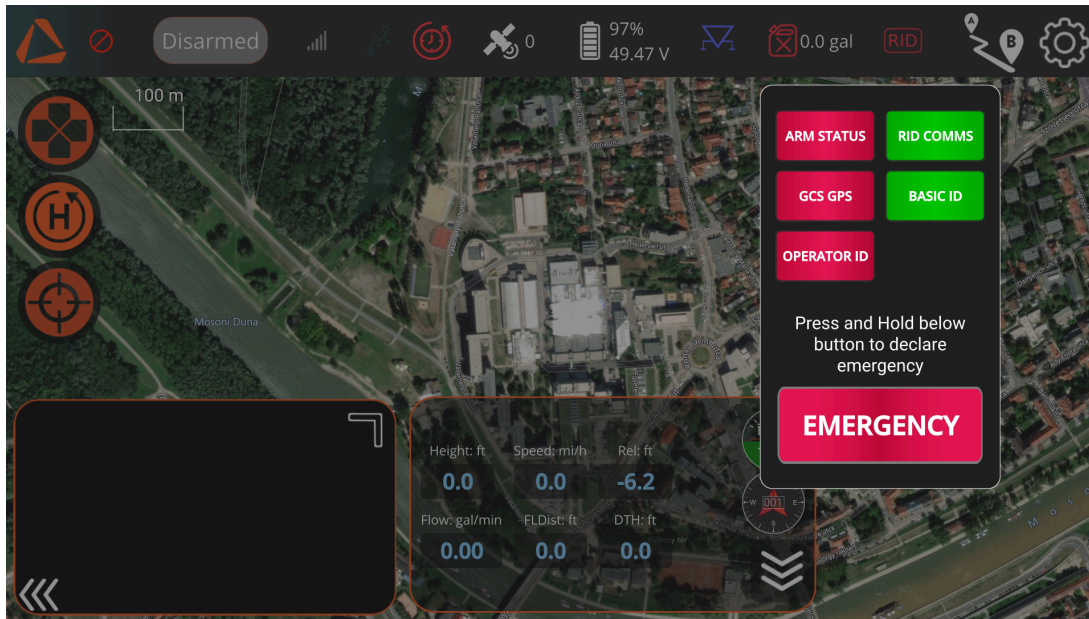 Disarmed
0
97%
49.47 V
0.0 gal
RID
A
B
100 m
H
Mosoni Duna
ARM STATUS
RID COMMS
GCS GPS
BASIC ID
OPERATOR ID
Press and Hold below
button to declare
emergency
EMERGENCY
Height: ft
Speed: mi/h
Rel: ft
0.0
0.0
-6.2
Flow: gal/min
FLDist: ft
DTH: ft
0.00
0.0
0.0
W
001
E
S